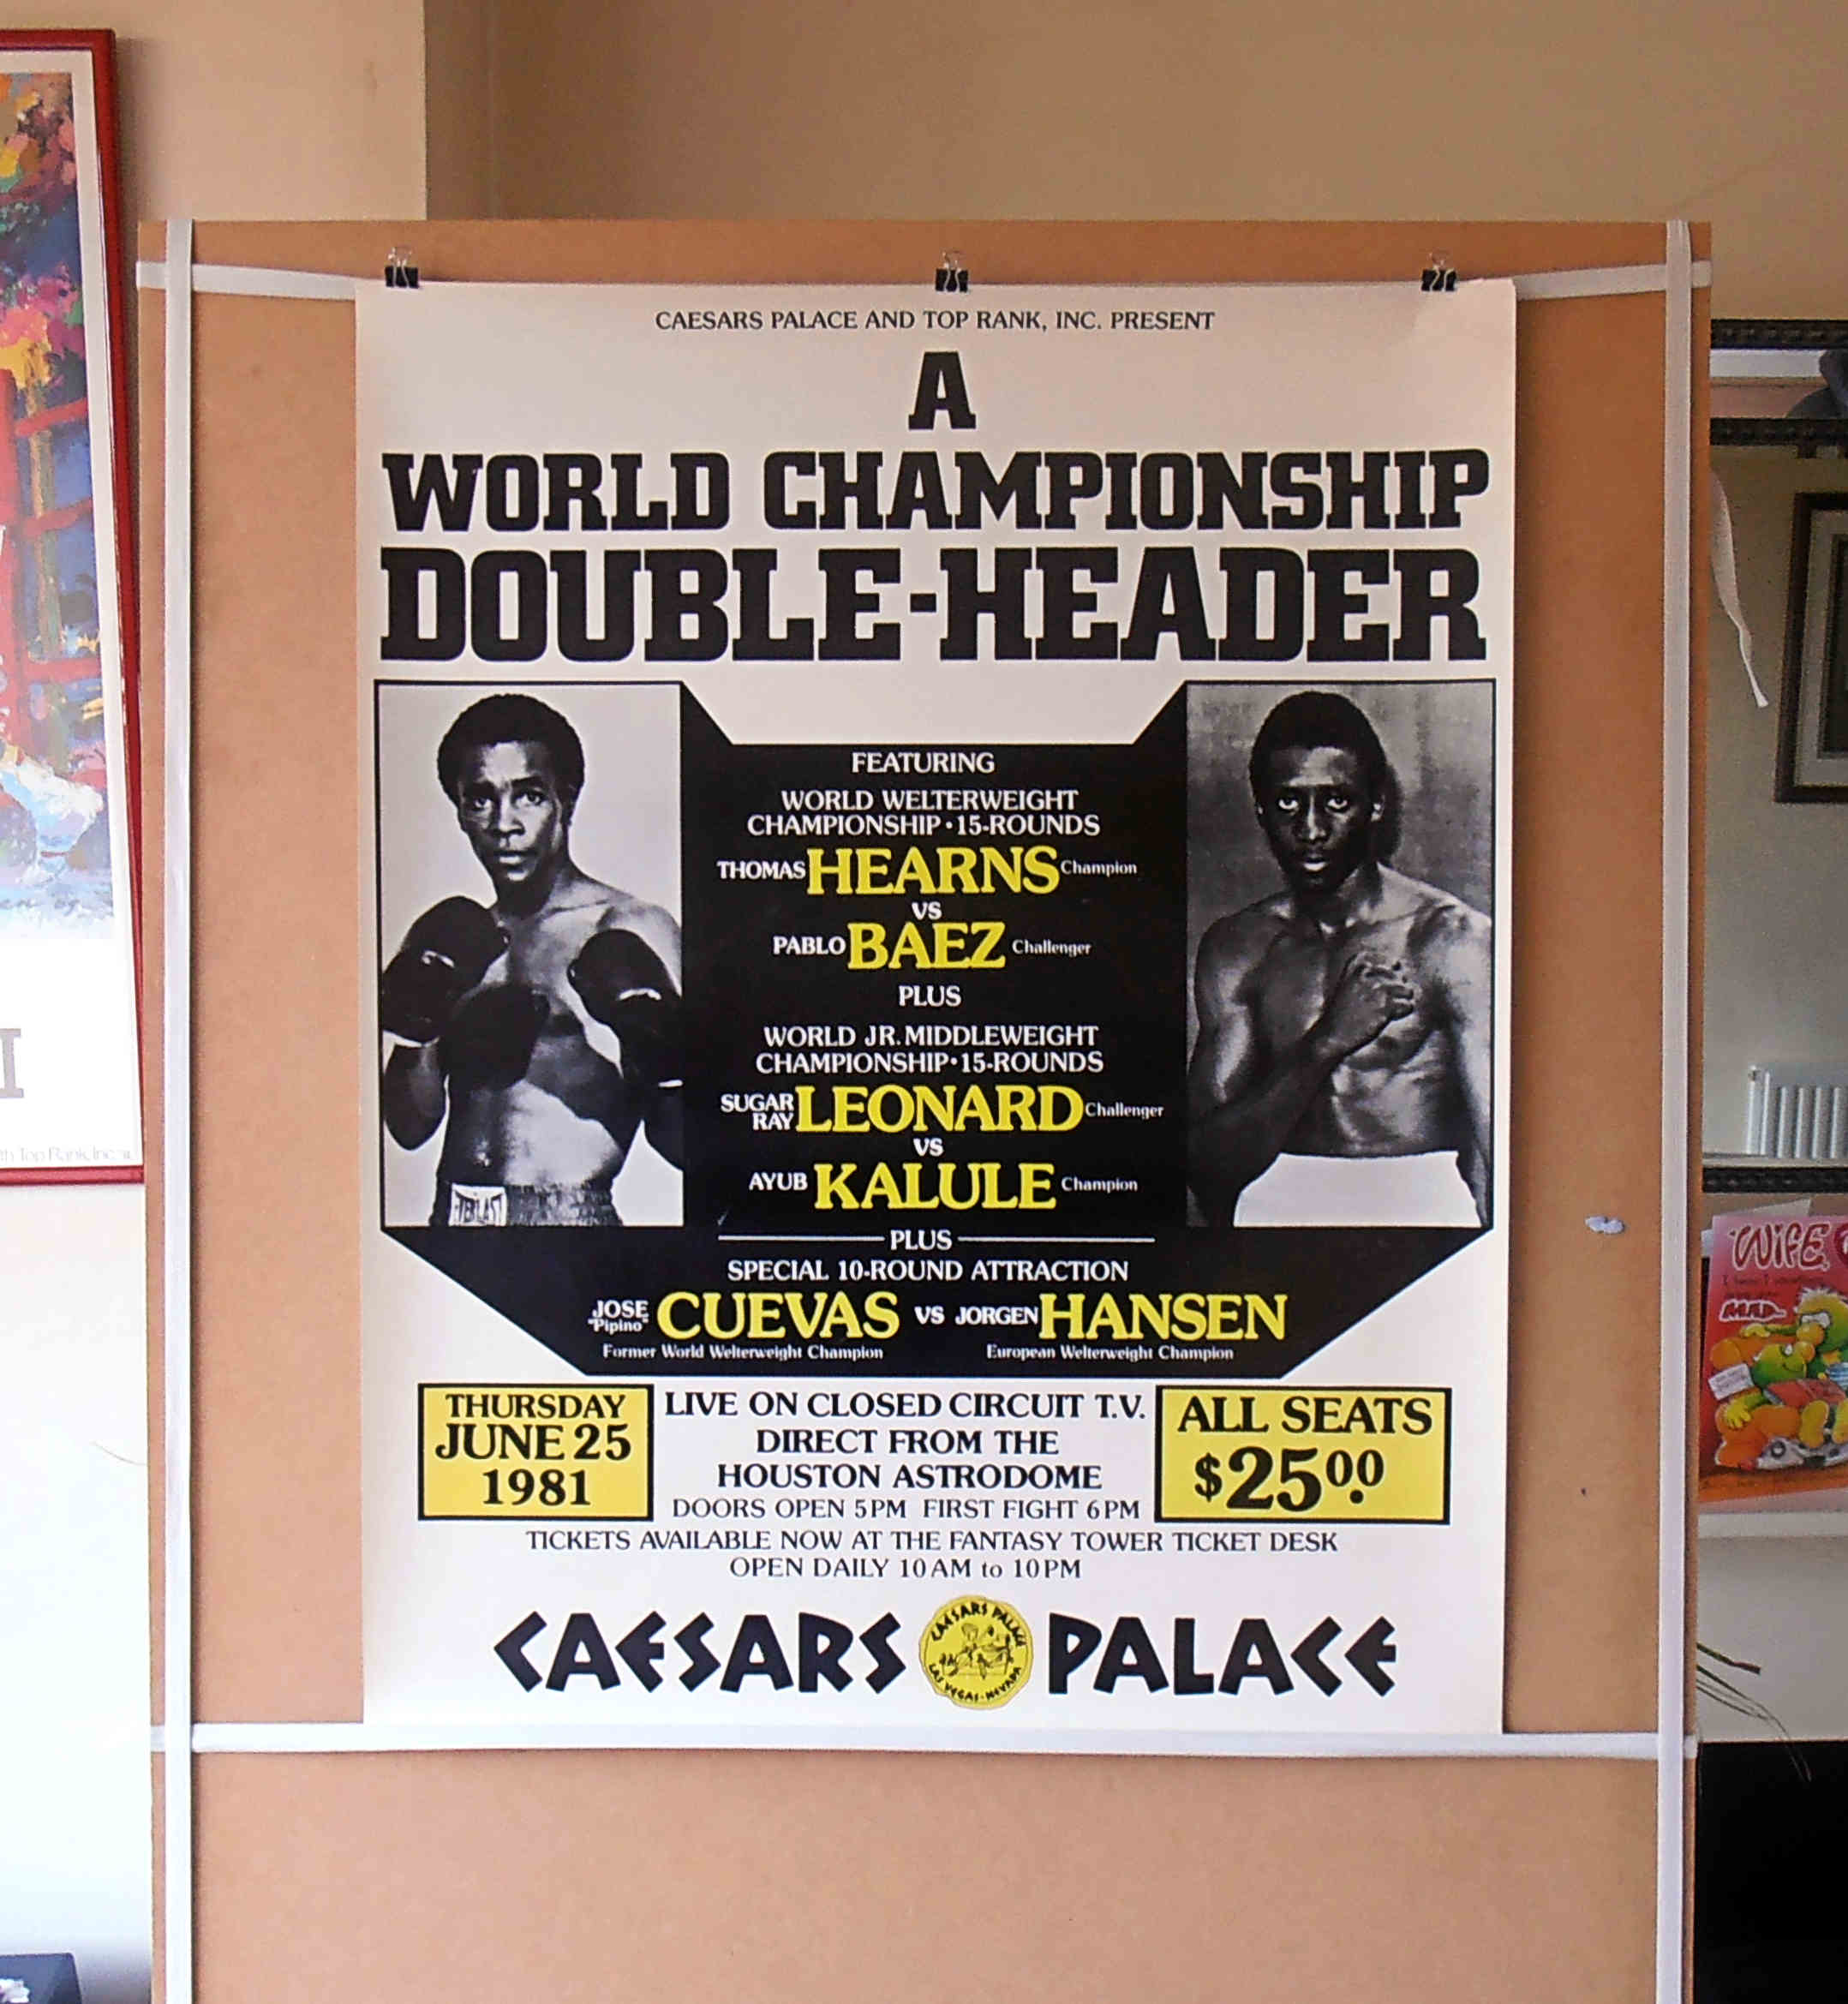 CAESARS PALACE AND TOP RANK, INC. PRESENT
A
WORLD CHAMPIONSHIP
DOUBLE-HEADER
FEATURING
WORLD WELTERWEIGHT
CHAMPIONSHIP • 15-ROUNDS
THOMAS HEARNS Champion
VS
PABLO BAEZ Challenger
PLUS
WORLD JR. MIDDLEWEIGHT
CHAMPIONSHIP • 15-ROUNDS
SUGAR RAY LEONARD Challenger
VS
AYUB KALULE Champion
PLUS
SPECIAL 10-ROUND ATTRACTION
JOSE "Pipino" CUEVAS VS JORGEN HANSEN
Former World Welterweight Champion European Welterweight Champion
THURSDAY
JUNE 25
1981
LIVE ON CLOSED CIRCUIT T.V.
DIRECT FROM THE
HOUSTON ASTRODOME
DOORS OPEN 5PM FIRST FIGHT 6PM
ALL SEATS
$25.00
TICKETS AVAILABLE NOW AT THE FANTASY TOWER TICKET DESK
OPEN DAILY 10AM to 10PM
CAESARS PALACE
CAESARS PALACE
LAS VEGAS-NEVADA
EVERLAST
I
th Top Rank, Inc.
WIFE
MAD